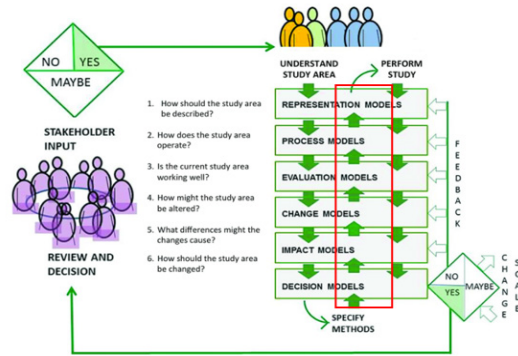 NO
YES
MAYBE
STAKEHOLDER
INPUT
REVIEW AND
DECISION
1. How should the study area
be described?
2. How does the study area
operate?
3. Is the current study area
working well?
4. How might the study area
be altered?
5. What differences might the
changes cause?
6. How should the study area
be changed?
UNDERSTAND
STUDY AREA
PERFORM
STUDY
REPRESENTATION MODELS
PROCESS MODELS
EVALUATION MODELS
CHANGE MODELS
IMPACT MODELS
DECISION MODELS
SPECIFY
METHODS
FEEDBACK
NO
YES
MAYBE
CHANGE
SCALE